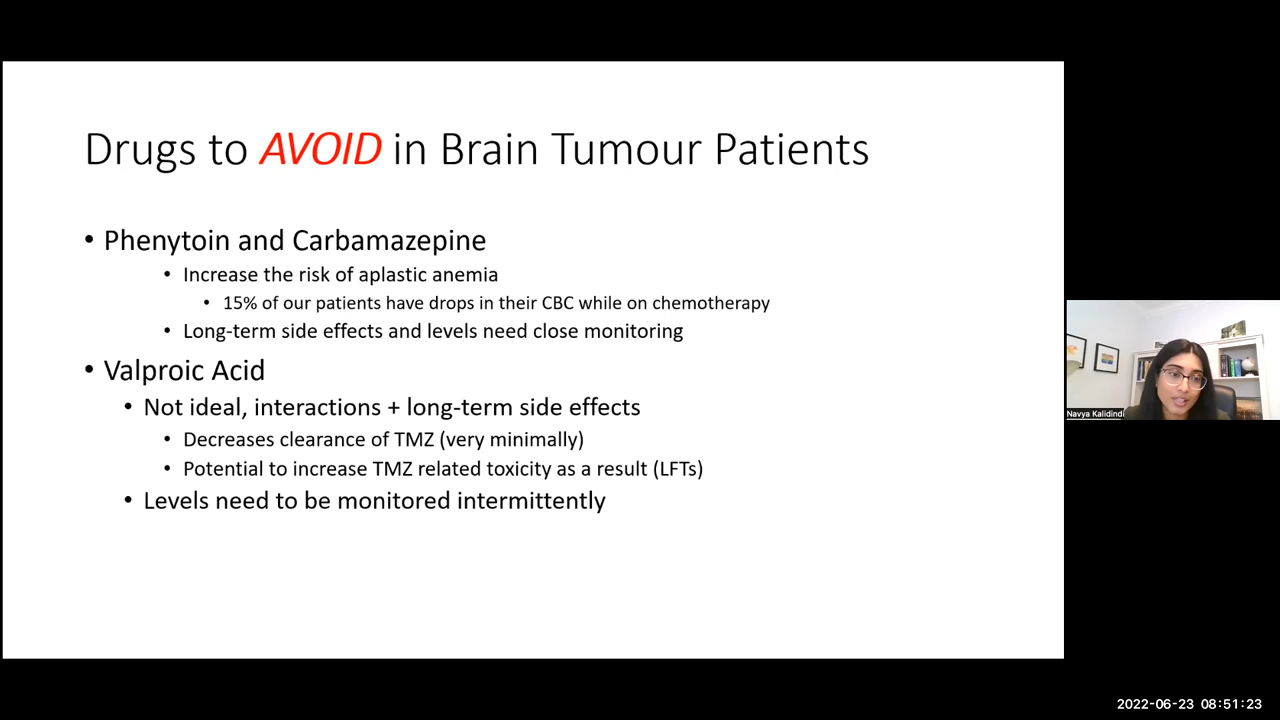 Drugs to AVOID in Brain Tumour Patients
• Phenytoin and Carbamazepine
• Increase the risk of aplastic anemia
• 15% of our patients have drops in their CBC while on chemotherapy
• Long-term side effects and levels need close monitoring
• Valproic Acid
• Not ideal, interactions + long-term side effects
• Decreases clearance of TMZ (very minimally)
• Potential to increase TMZ related toxicity as a result (LFTs)
• Levels need to be monitored intermittently
Navya Kalidindi
2022-06-23 08:51:23